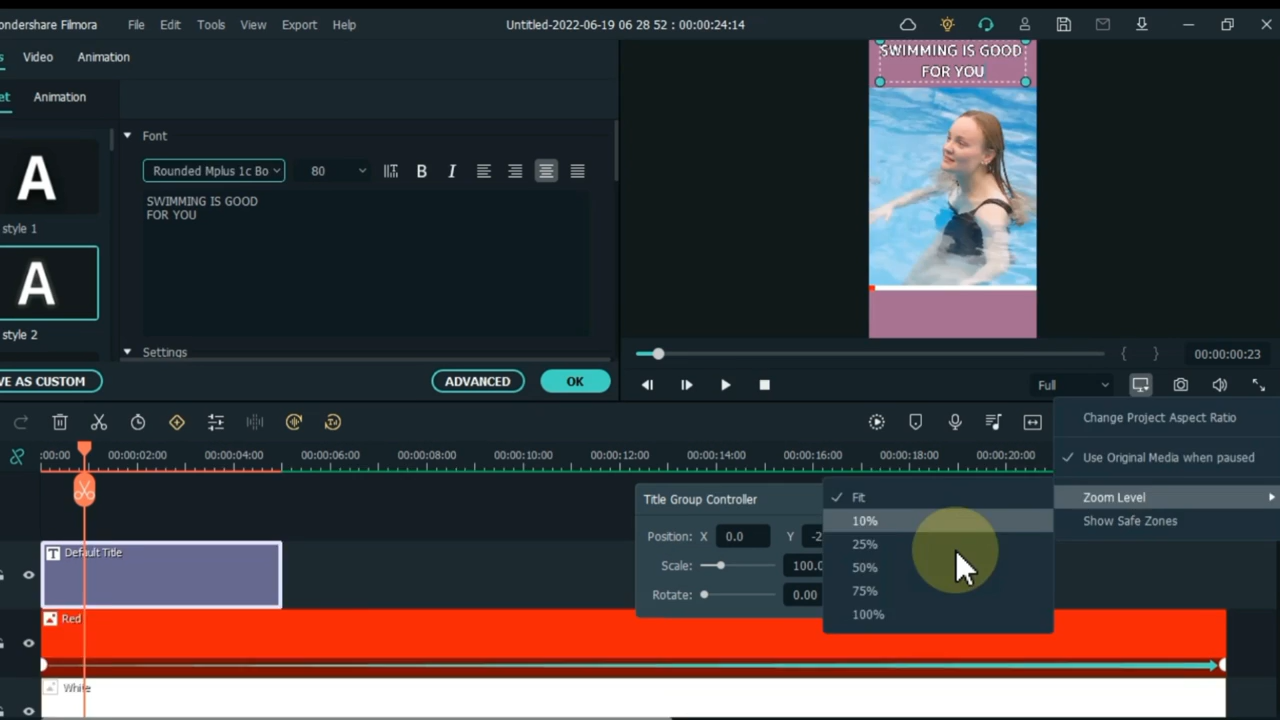 ondershare Filmora File Edit Tools View Export Help Untitled-2022-06-19 06 28 52 : 00:00:24:14
s Video Animation
et Animation
Font
Rounded Mplus 1c Bo 80 B I
SWIMMING IS GOOD
FOR YOU
A
style 1
A
style 2
Settings
VE AS CUSTOM ADVANCED OK
SWIMMING IS GOOD
FOR YOU
{ } 00:00:00:23
Full
Change Project Aspect Ratio
Use Original Media when paused
Zoom Level
Show Safe Zones
:00:00 00:00:02:00 00:00:04:00 00:00:06:00 00:00:08:00 00:00:10:00 00:00:12:00 00:00:14:00 00:00:16:00 00:00:18:00 00:00:20:00
Title Group Controller
Position: X 0.0 Y -2
Scale: 100.0
Rotate: 0.00
Fit
10%
25%
50%
75%
100%
T Default Title
Red
White